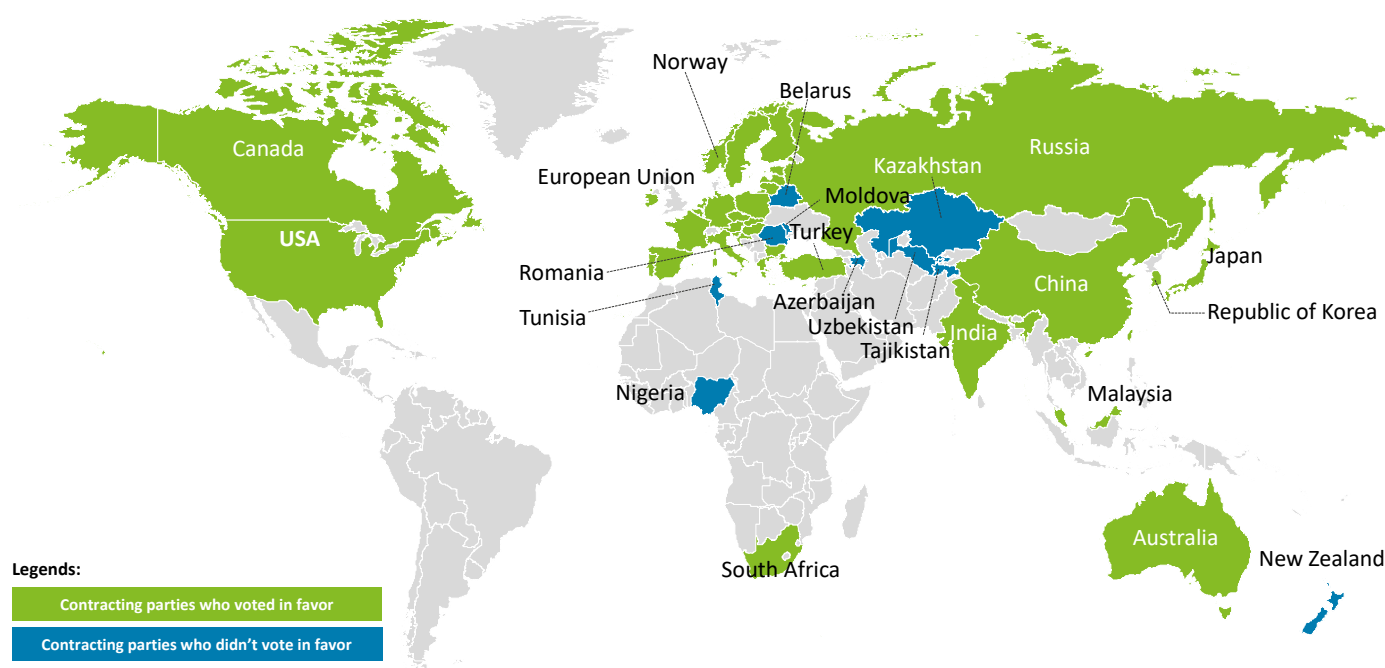 Norway
Belarus
Canada
Russia
Kazakhstan
European Union
Moldova
USA
Turkey
Romania
Japan
China
Azerbaijan
Republic of Korea
Tunisia
Uzbekistan
India
Tajikistan
Nigeria
Malaysia
Australia
New Zealand
South Africa
Legends:
Contracting parties who voted in favor
Contracting parties who didn't vote in favor